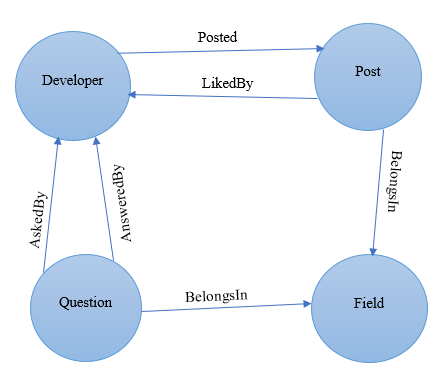 Posted
Developer
Post
LikedBy
BelongsIn
AskedBy
AnsweredBy
Question
BelongsIn
Field